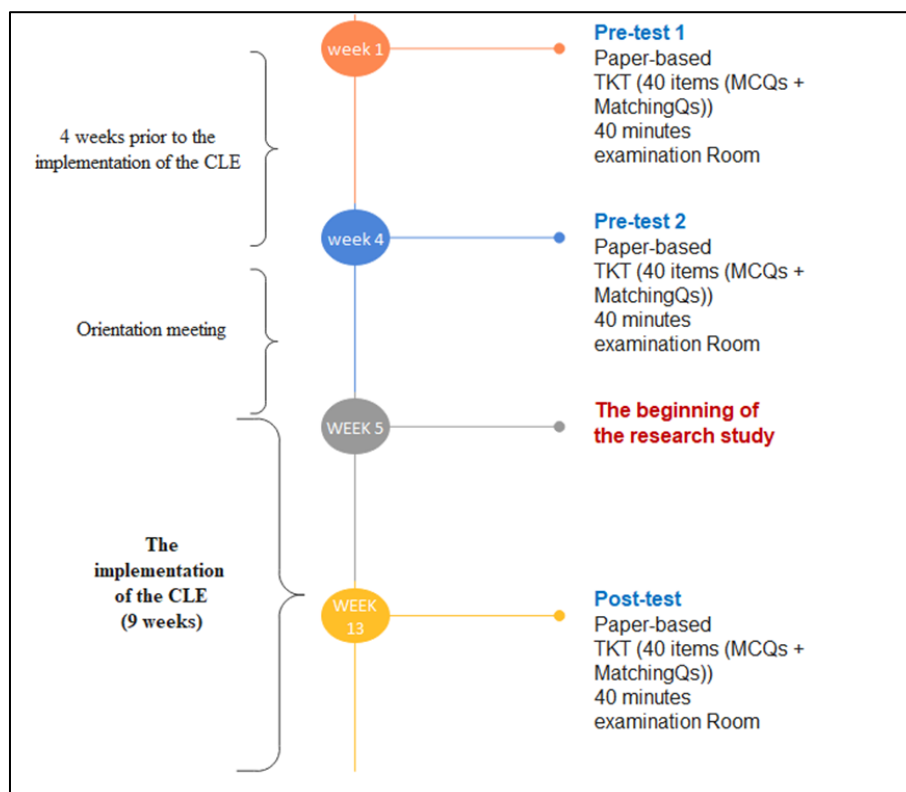 week 1
Pre-test 1
Paper-based
TKT (40 items (MCQs +
MatchingQs))
40 minutes
examination Room
4 weeks prior to the
implementation of the CLE
week 4
Pre-test 2
Paper-based
TKT (40 items (MCQs +
MatchingQs))
40 minutes
examination Room
Orientation meeting
WEEK 5
The beginning of
the research study
The
implementation
of the CLE
(9 weeks)
WEEK
13
Post-test
Paper-based
TKT (40 items (MCQs +
MatchingQs))
40 minutes
examination Room